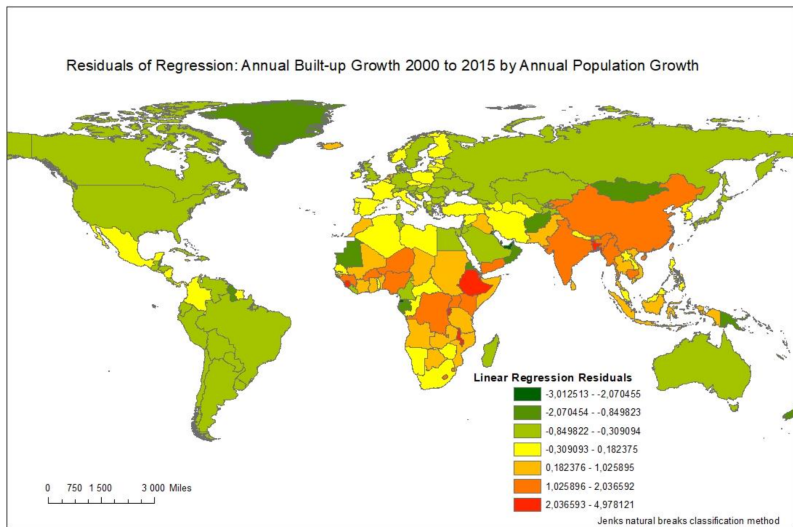 Residuals of Regression: Annual Built-up Growth 2000 to 2015 by Annual Population Growth
Linear Regression Residuals
-3,012513 - -2,070455
-2,070454 - -0,849823
-0,849822 - -0,309094
-0,309093 - 0,182375
0,182376 - 1,025895
1,025896 - 2,036592
2,036593 - 4,978121
0 750 1 500 3 000 Miles
Jenks natural breaks classification method